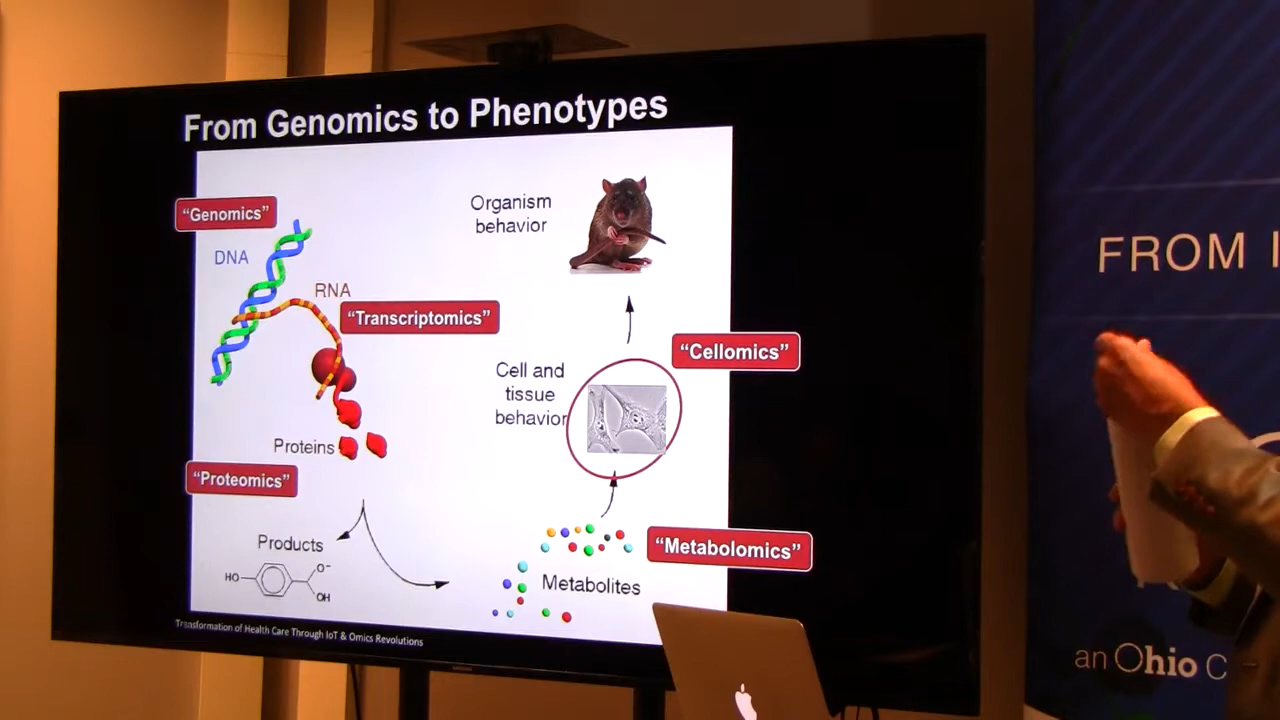 From Genomics to Phenotypes
“Genomics”
DNA
RNA
“Transcriptomics”
Proteins
“Proteomics”
Products
HO
O−
OH
Organism
behavior
“Cellomics”
Cell and
tissue
behavior
“Metabolomics”
Metabolites
Transformation of Health Care Through IoT & Omics Revolutions
FROM
an Ohio C